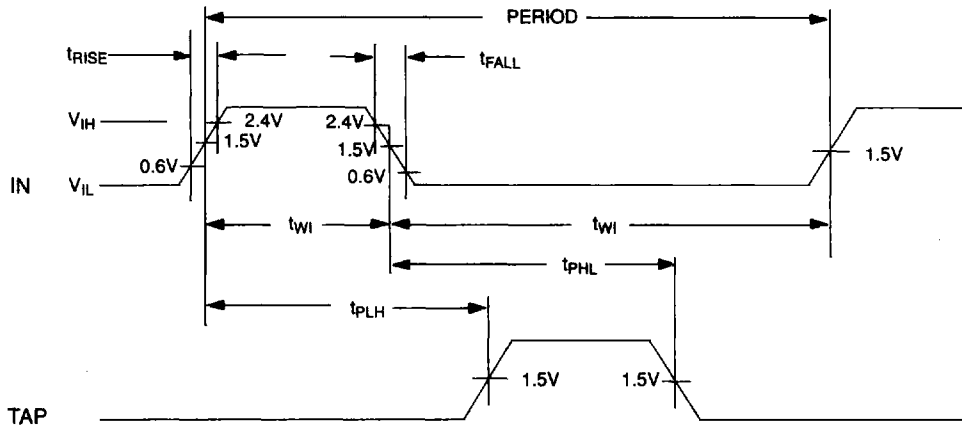 PERIOD
tRISE
tFALL
VIH
2.4V
2.4V
1.5V
1.5V
0.6V
0.6V
1.5V
IN
VIL
tWI
tWI
tPHL
tPLH
1.5V
1.5V
TAP